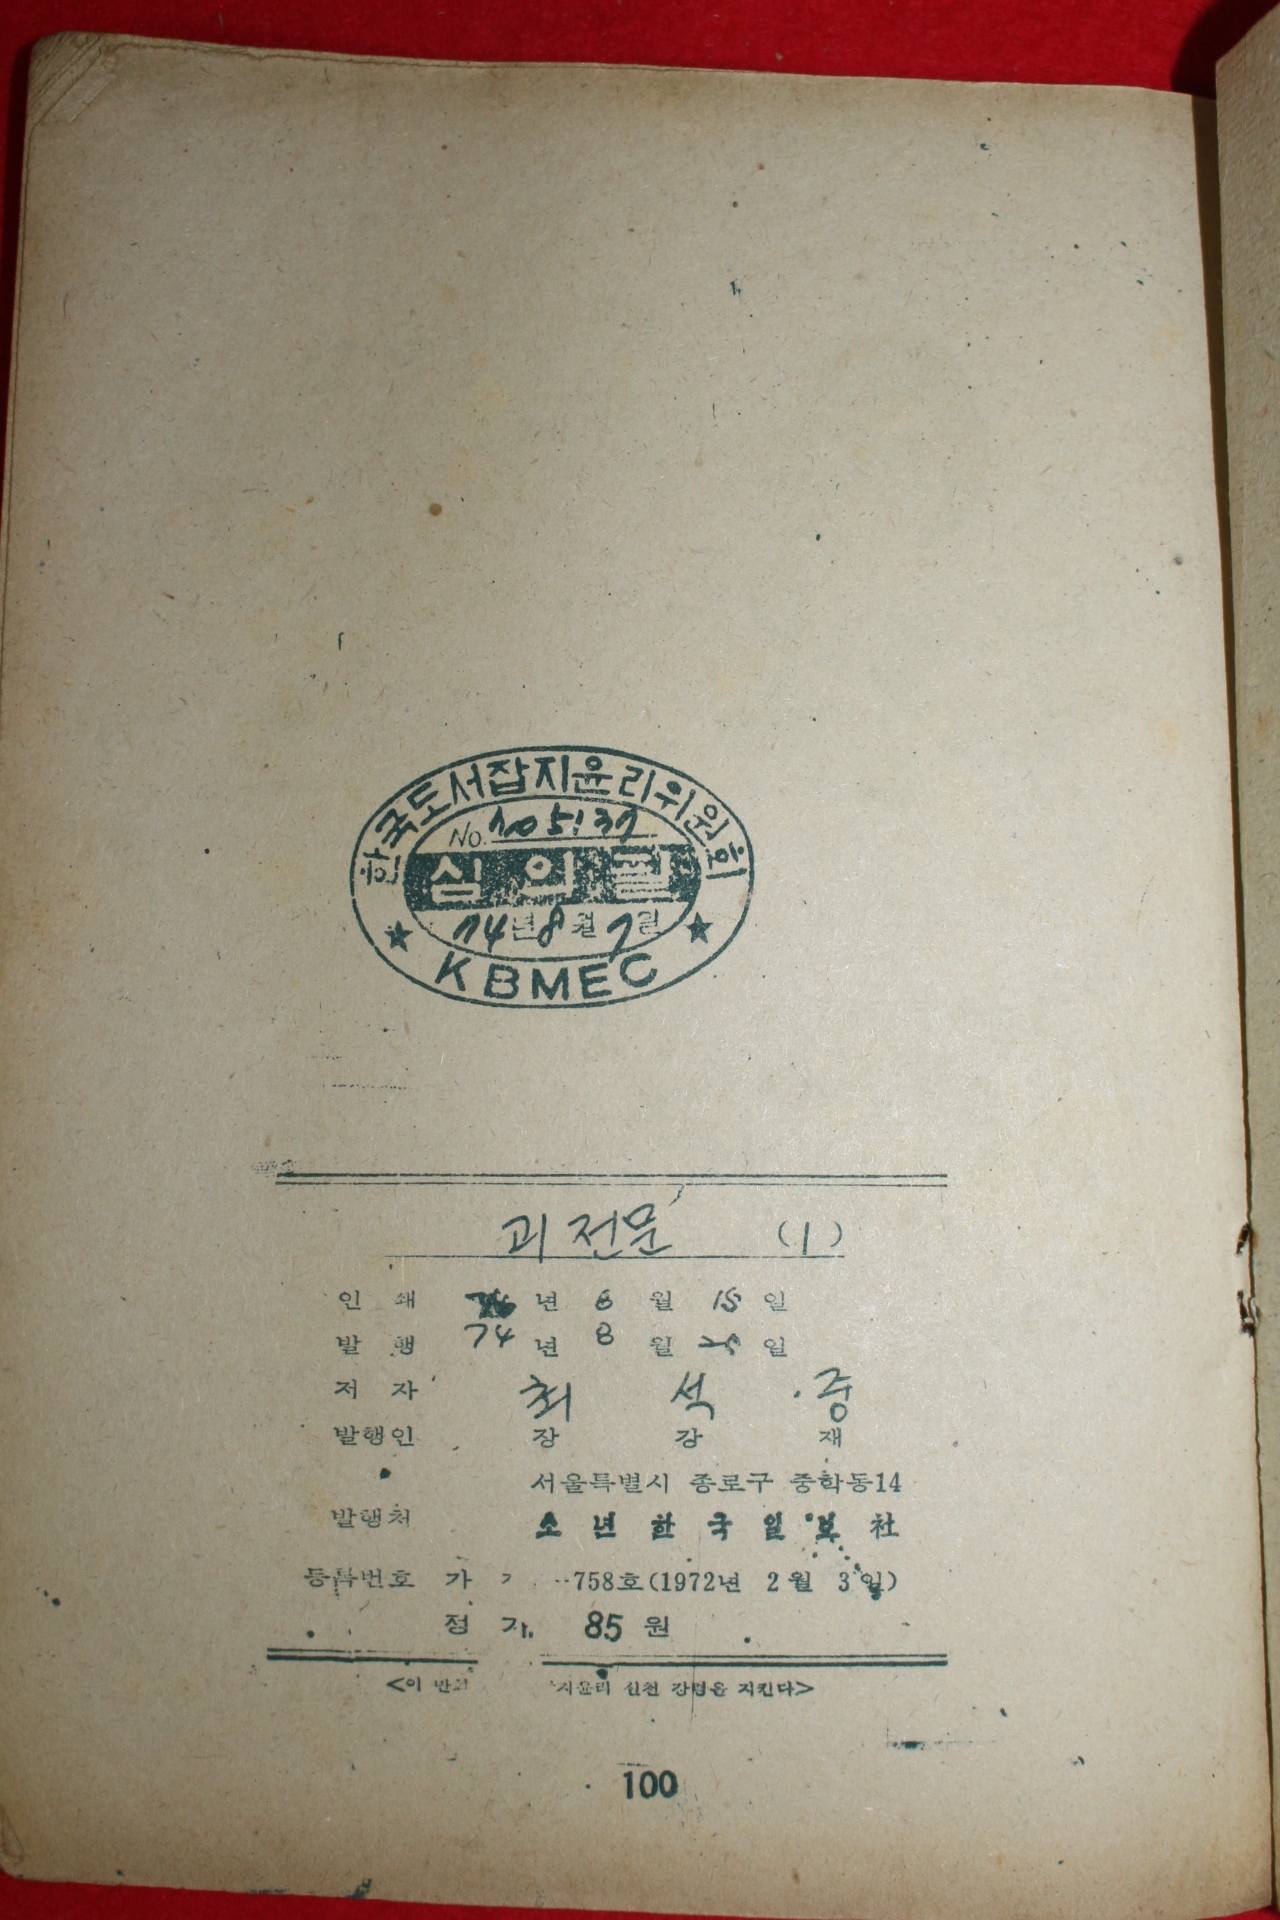 한국도서잡지윤리위원회
No. 705137
심의필
74년 8월 7일
KBMEC
괴전문 (1)
인 쇄 년 8 월 15 일
발 행 74 년 8 월 25 일
저 자 최 석 중
발행인 장 강 재
서울특별시 종로구 중학동14
발행처 소 년 한 국 일 보 社
등록번호 가 758호(1972년 2월 3일)
정 가 85 원
<이 지윤리 실천 강령을 지킨다>
100